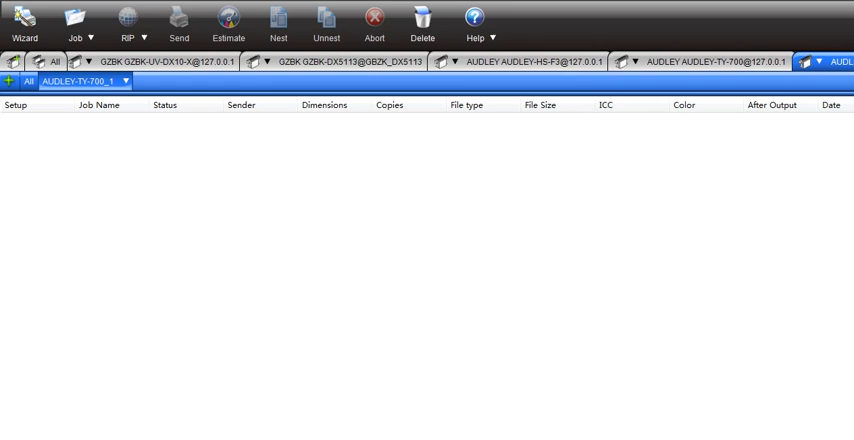 Wizard Job RIP Send Estimate Nest Unnest Abort Delete Help
All GZBK GZBK-UV-DX10-X@127.0.0.1 GZBK GZBK-DX5113@GBZK_DX5113 AUDLEY AUDLEY-HS-F3@127.0.0.1 AUDLEY AUDLEY-TY-700@127.0.0.1 AUDL
All AUDLEY-TY-700_1
Setup Job Name Status Sender Dimensions Copies File type File Size ICC Color After Output Date